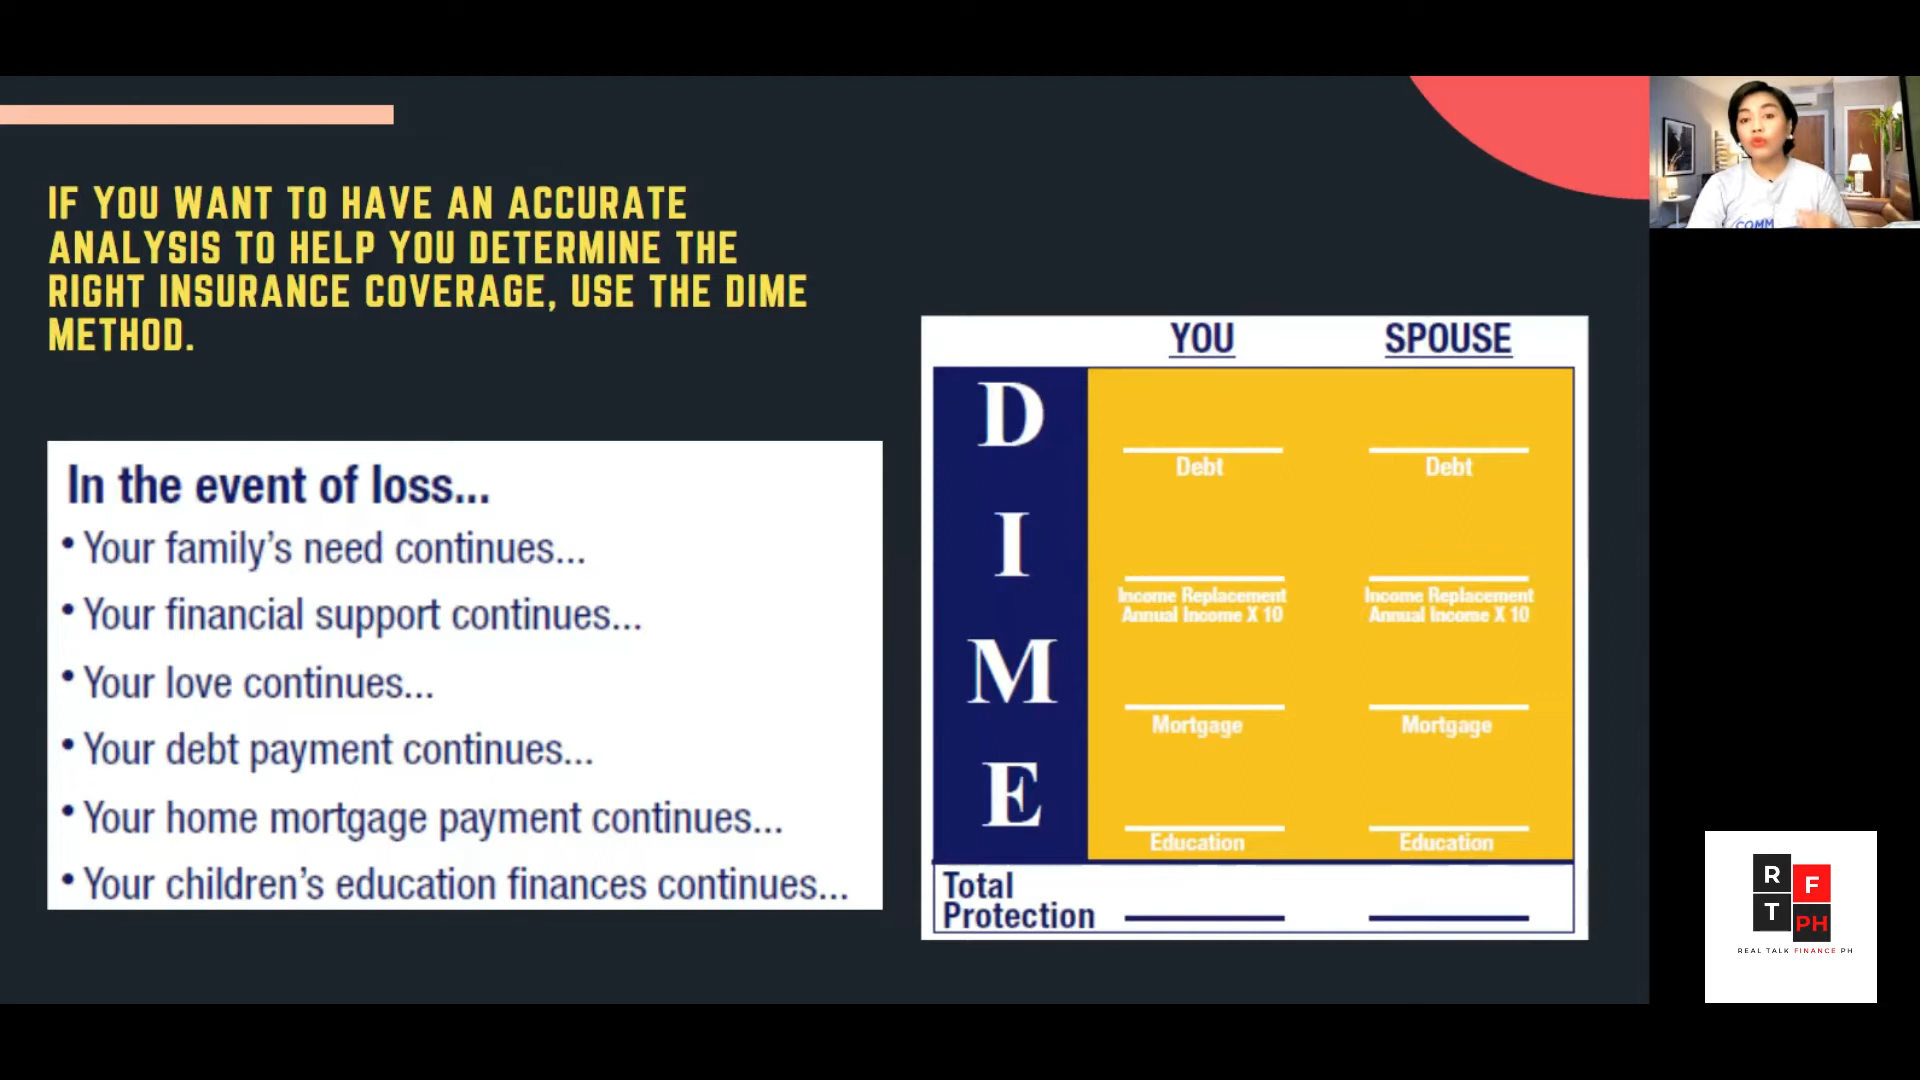 IF YOU WANT TO HAVE AN ACCURATE
ANALYSIS TO HELP YOU DETERMINE THE
RIGHT INSURANCE COVERAGE, USE THE DIME
METHOD.
In the event of loss...
• Your family's need continues...
• Your financial support continues...
• Your love continues...
• Your debt payment continues...
• Your home mortgage payment continues...
• Your children's education finances continues...
YOU SPOUSE
D
Debt Debt
I
Income Replacement Income Replacement
Annual Income X 10 Annual Income X 10
M
Mortgage Mortgage
E
Education Education
Total
Protection
COMM
R F
T PH
REAL TALK FINANCE PH